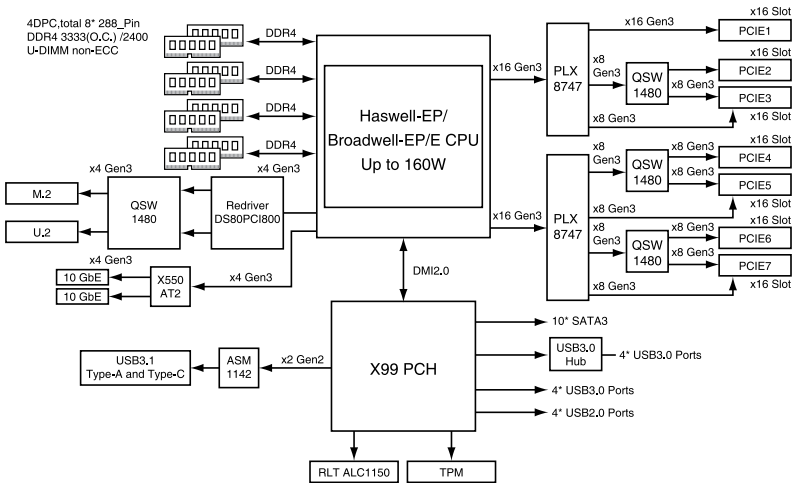 4DPC,total 8* 288_Pin
DDR4 3333(O.C.) /2400
U-DIMM non-ECC
DDR4
DDR4
DDR4
DDR4
Haswell-EP/
Broadwell-EP/E CPU
Up to 160W
x16 Gen3
PLX
8747
x16 Gen3
x16 Slot
PCIE1
x8
Gen3
QSW
1480
x8 Gen3
x16 Slot
PCIE2
x8 Gen3
PCIE3
x8 Gen3
x16 Slot
x16 Gen3
PLX
8747
x8
Gen3
QSW
1480
x8 Gen3
x16 Slot
PCIE4
x8 Gen3
PCIE5
x8 Gen3
x16 Slot
x8
Gen3
QSW
1480
x8 Gen3
x16 Slot
PCIE6
x8 Gen3
PCIE7
x8 Gen3
x16 Slot
x4 Gen3
M.2
U.2
x4 Gen3
QSW
1480
Redriver
DS80PCI800
x4 Gen3
10 GbE
10 GbE
X550
AT2
x4 Gen3
DMI2.0
X99 PCH
10* SATA3
USB3.0
Hub
4* USB3.0 Ports
4* USB3.0 Ports
4* USB2.0 Ports
USB3.1
Type-A and Type-C
ASM
1142
x2 Gen2
RLT ALC1150
TPM